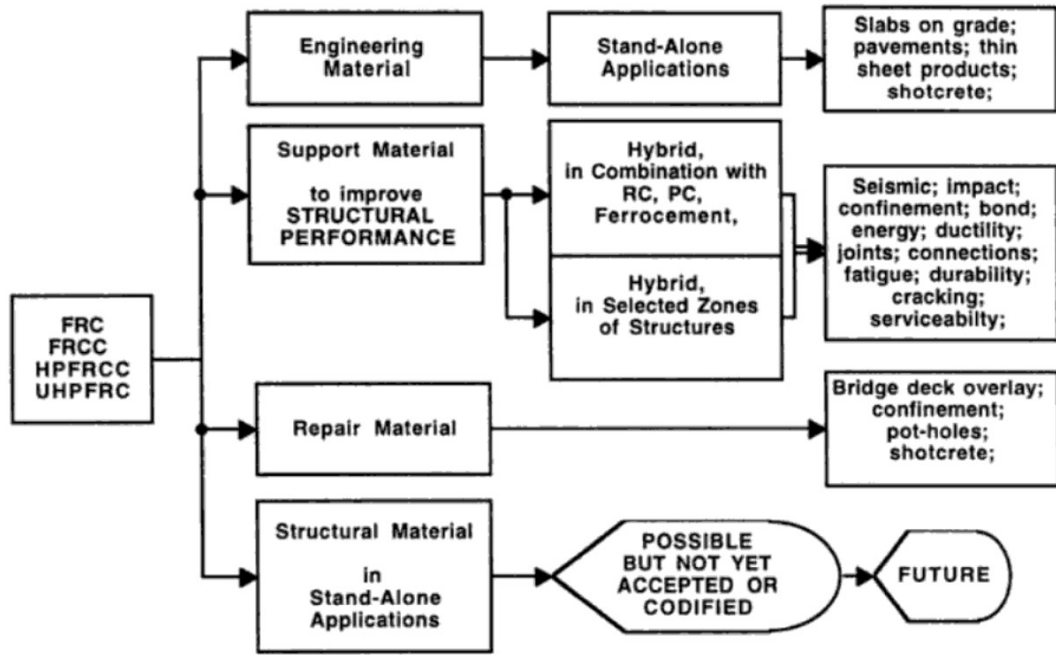 FRC
FRCC
HPFRCC
UHPFRC
Engineering
Material
Stand-Alone
Applications
Slabs on grade;
pavements; thin
sheet products;
shotcrete;
Support Material
to improve
STRUCTURAL
PERFORMANCE
Hybrid,
in Combination with
RC, PC,
Ferrocement,
Hybrid,
in Selected Zones
of Structures
Seismic; impact;
confinement; bond;
energy; ductility;
joints; connections;
fatigue; durability;
cracking;
serviceabilty;
Repair Material
Bridge deck overlay;
confinement;
pot-holes;
shotcrete;
Structural Material
in
Stand-Alone
Applications
POSSIBLE
BUT NOT YET
ACCEPTED OR
CODIFIED
FUTURE